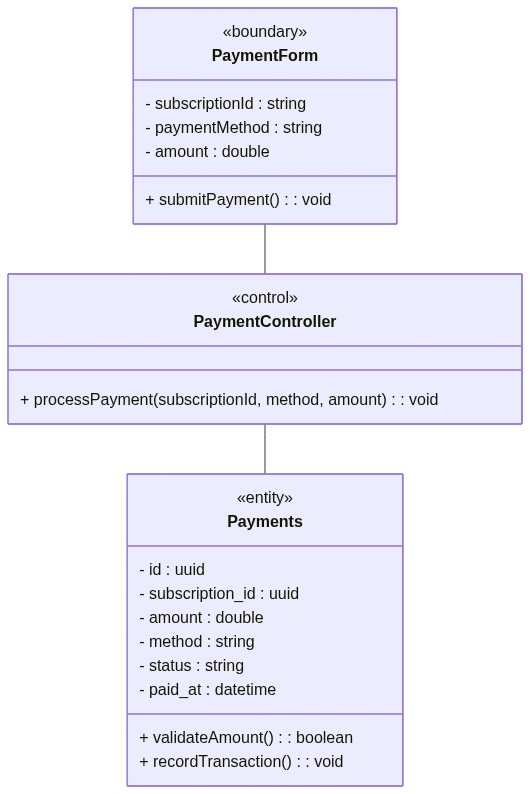 «boundary»
PaymentForm
- subscriptionId : string
- paymentMethod : string
- amount : double
+ submitPayment() : : void
«control»
PaymentController
+ processPayment(subscriptionId, method, amount) : : void
«entity»
Payments
- id : uuid
- subscription_id : uuid
- amount : double
- method : string
- status : string
- paid_at : datetime
+ validateAmount() : : boolean
+ recordTransaction() : : void